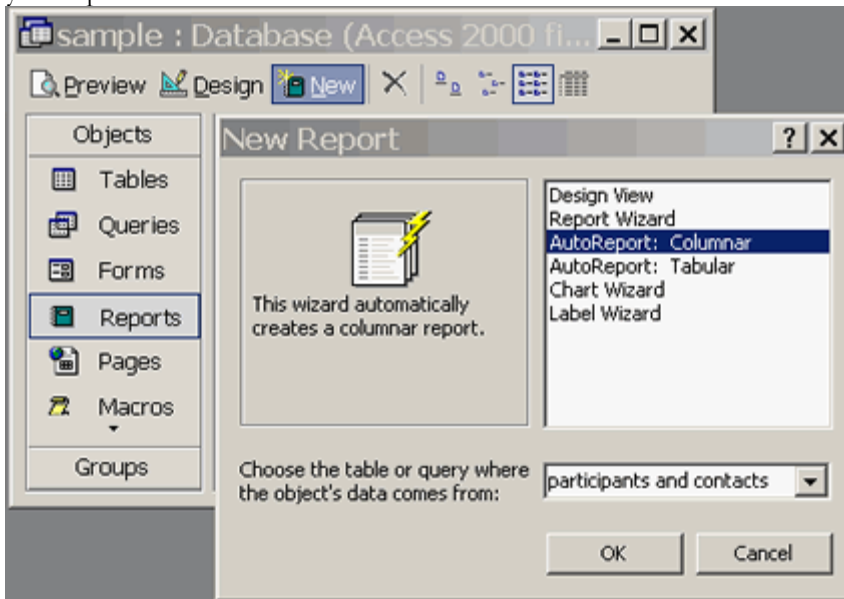 sample : Database (Access 2000 fi...
Preview Design New
Objects
Tables
Queries
Forms
Reports
Pages
Macros
Groups
New Report
This wizard automatically
creates a columnar report.
Design View
Report Wizard
AutoReport: Columnar
AutoReport: Tabular
Chart Wizard
Label Wizard
Choose the table or query where
the object's data comes from:
participants and contacts
OK Cancel